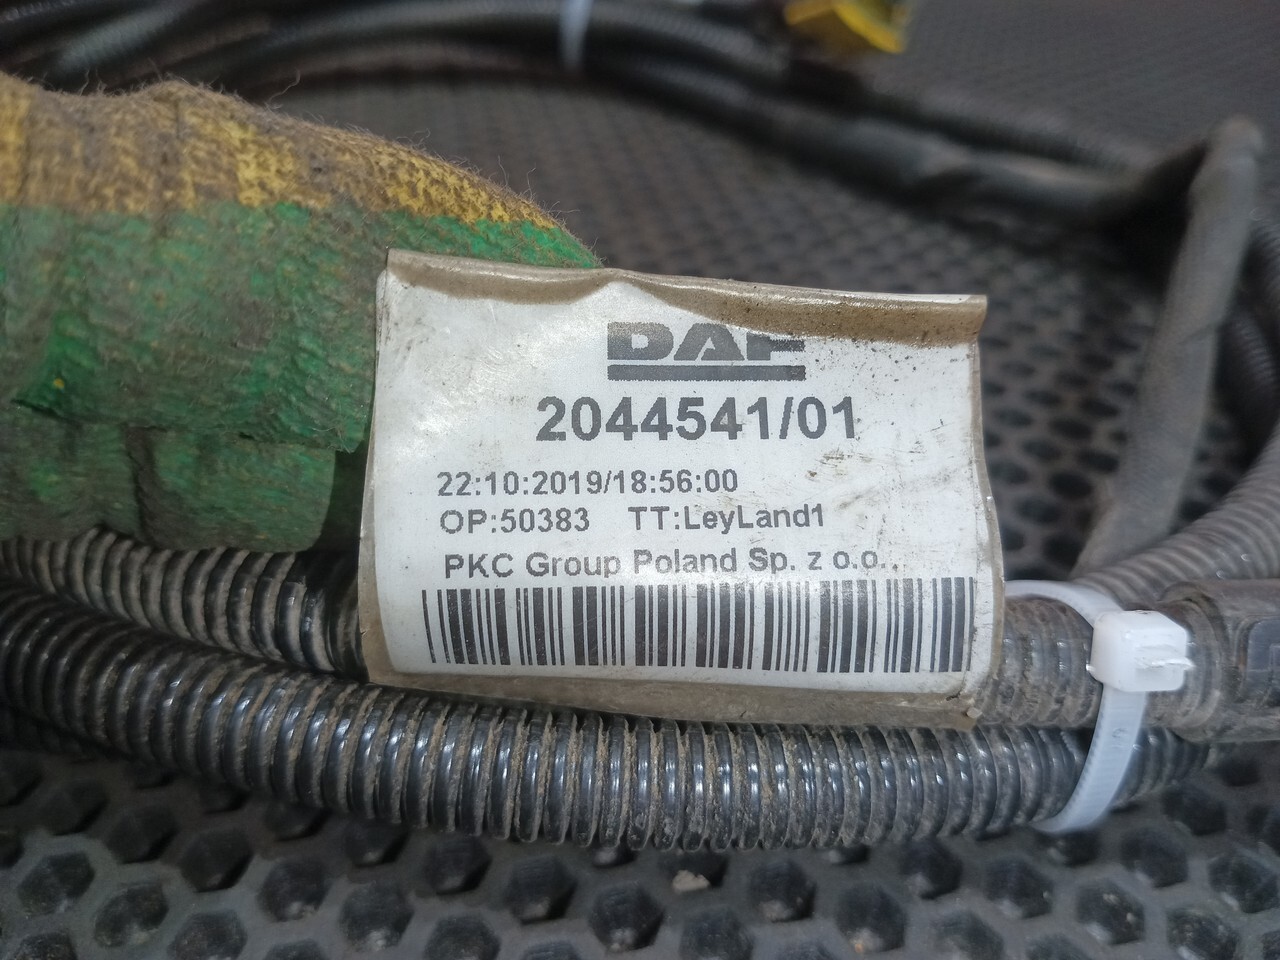 DAF
2044541/01
22:10:2019/18:56:00
OP:50383 TT:LeyLand1
PKC Group Poland Sp. z o.o.